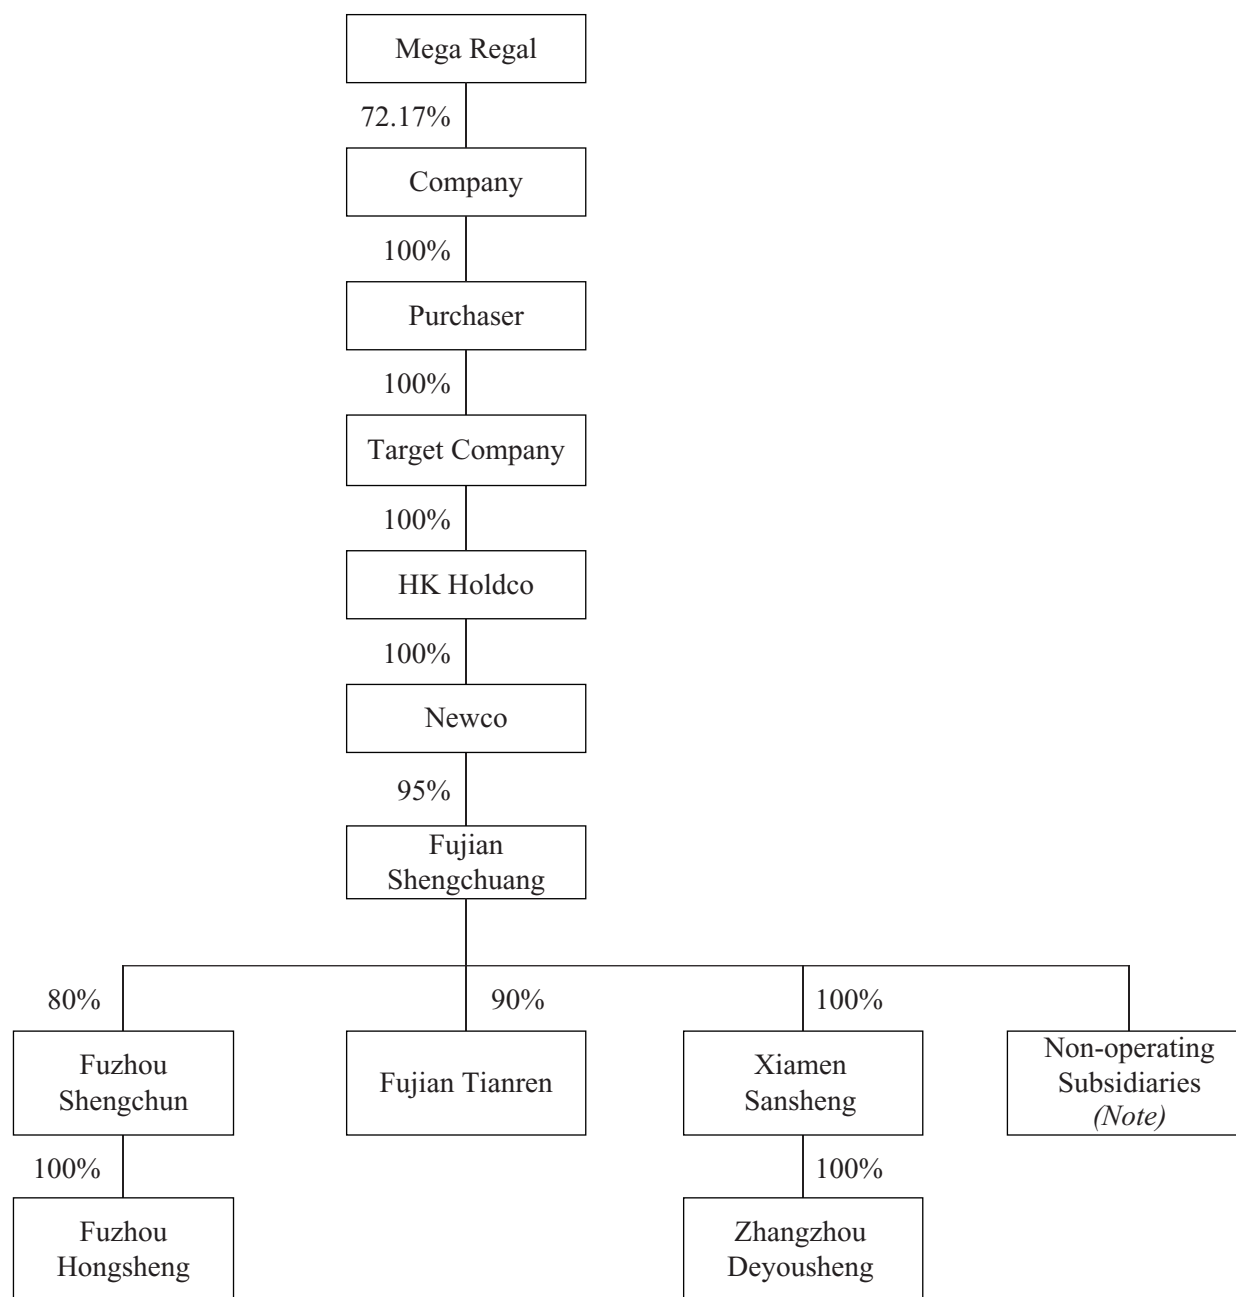 Mega Regal
72.17%
Company
100%
Purchaser
100%
Target Company
100%
HK Holdco
100%
Newco
95%
Fujian
Shengchuang
80%
90%
100%
Fuzhou
Shengchun
Fujian Tianren
Xiamen
Sansheng
Non-operating
Subsidiaries
(Note)
100%
100%
Fuzhou
Hongsheng
Zhangzhou
Deyousheng